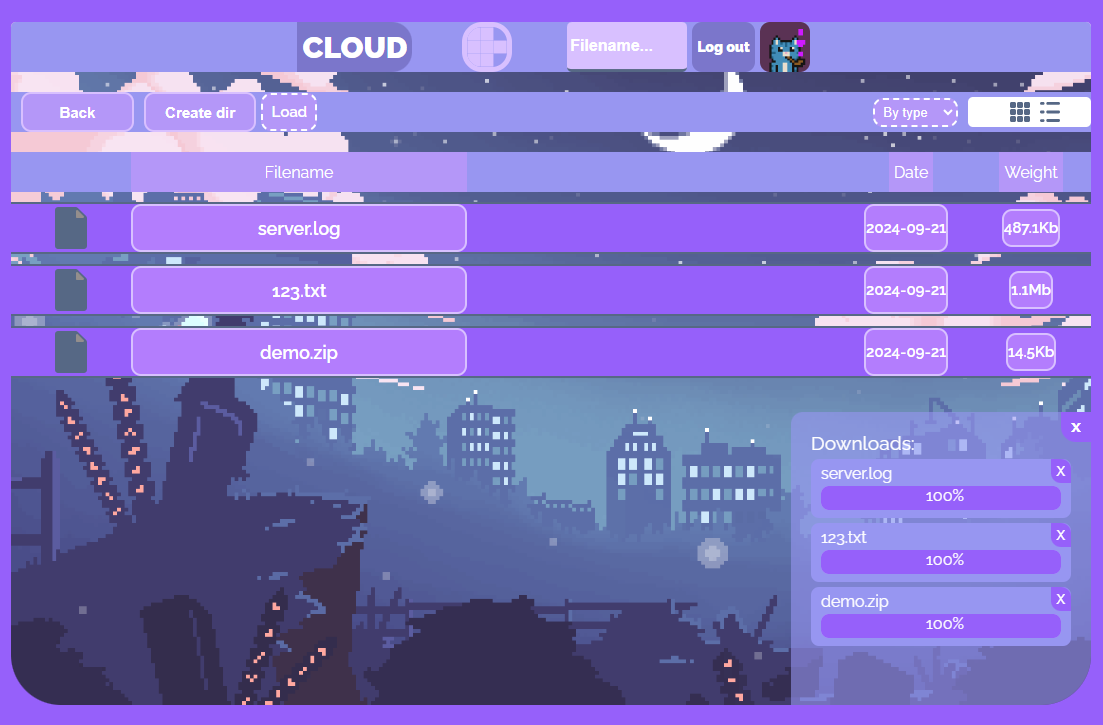 CLOUD Filename... Log out
Back Create dir Load By type
Filename Date Weight
server.log 2024-09-21 487.1Kb
123.txt 2024-09-21 1.1Mb
demo.zip 2024-09-21 14.5Kb
x
Downloads:
server.log X
100%
123.txt X
100%
demo.zip X
100%